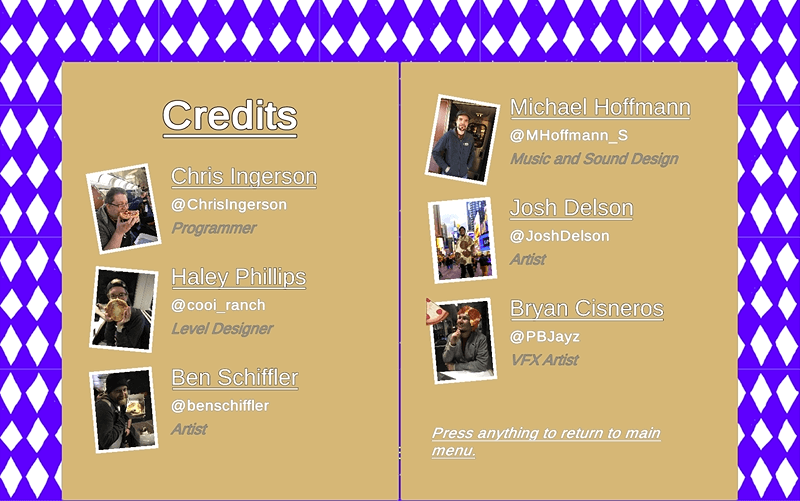 Credits
Chris Ingerson
@ChrisIngerson
Programmer
Haley Phillips
@cooi_ranch
Level Designer
Ben Schiffler
@benschiffler
Artist
Michael Hoffmann
@MHoffmann_S
Music and Sound Design
Josh Delson
@JoshDelson
Artist
Bryan Cisneros
@PBJayz
VFX Artist
Press anything to return to main
menu.